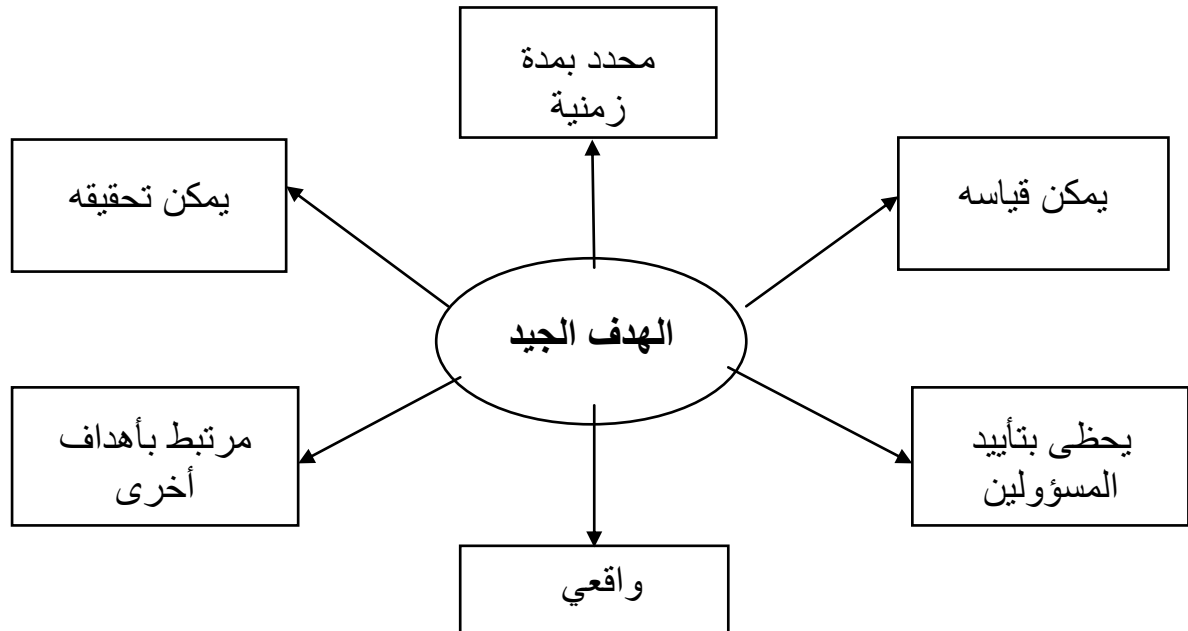 محدد بمدة
زمنية
يمكن قياسه
يمكن تحقيقه
الهدف الجيد
يحظى بتأييد
المسؤولين
مرتبط بأهداف
أخرى
واقعي